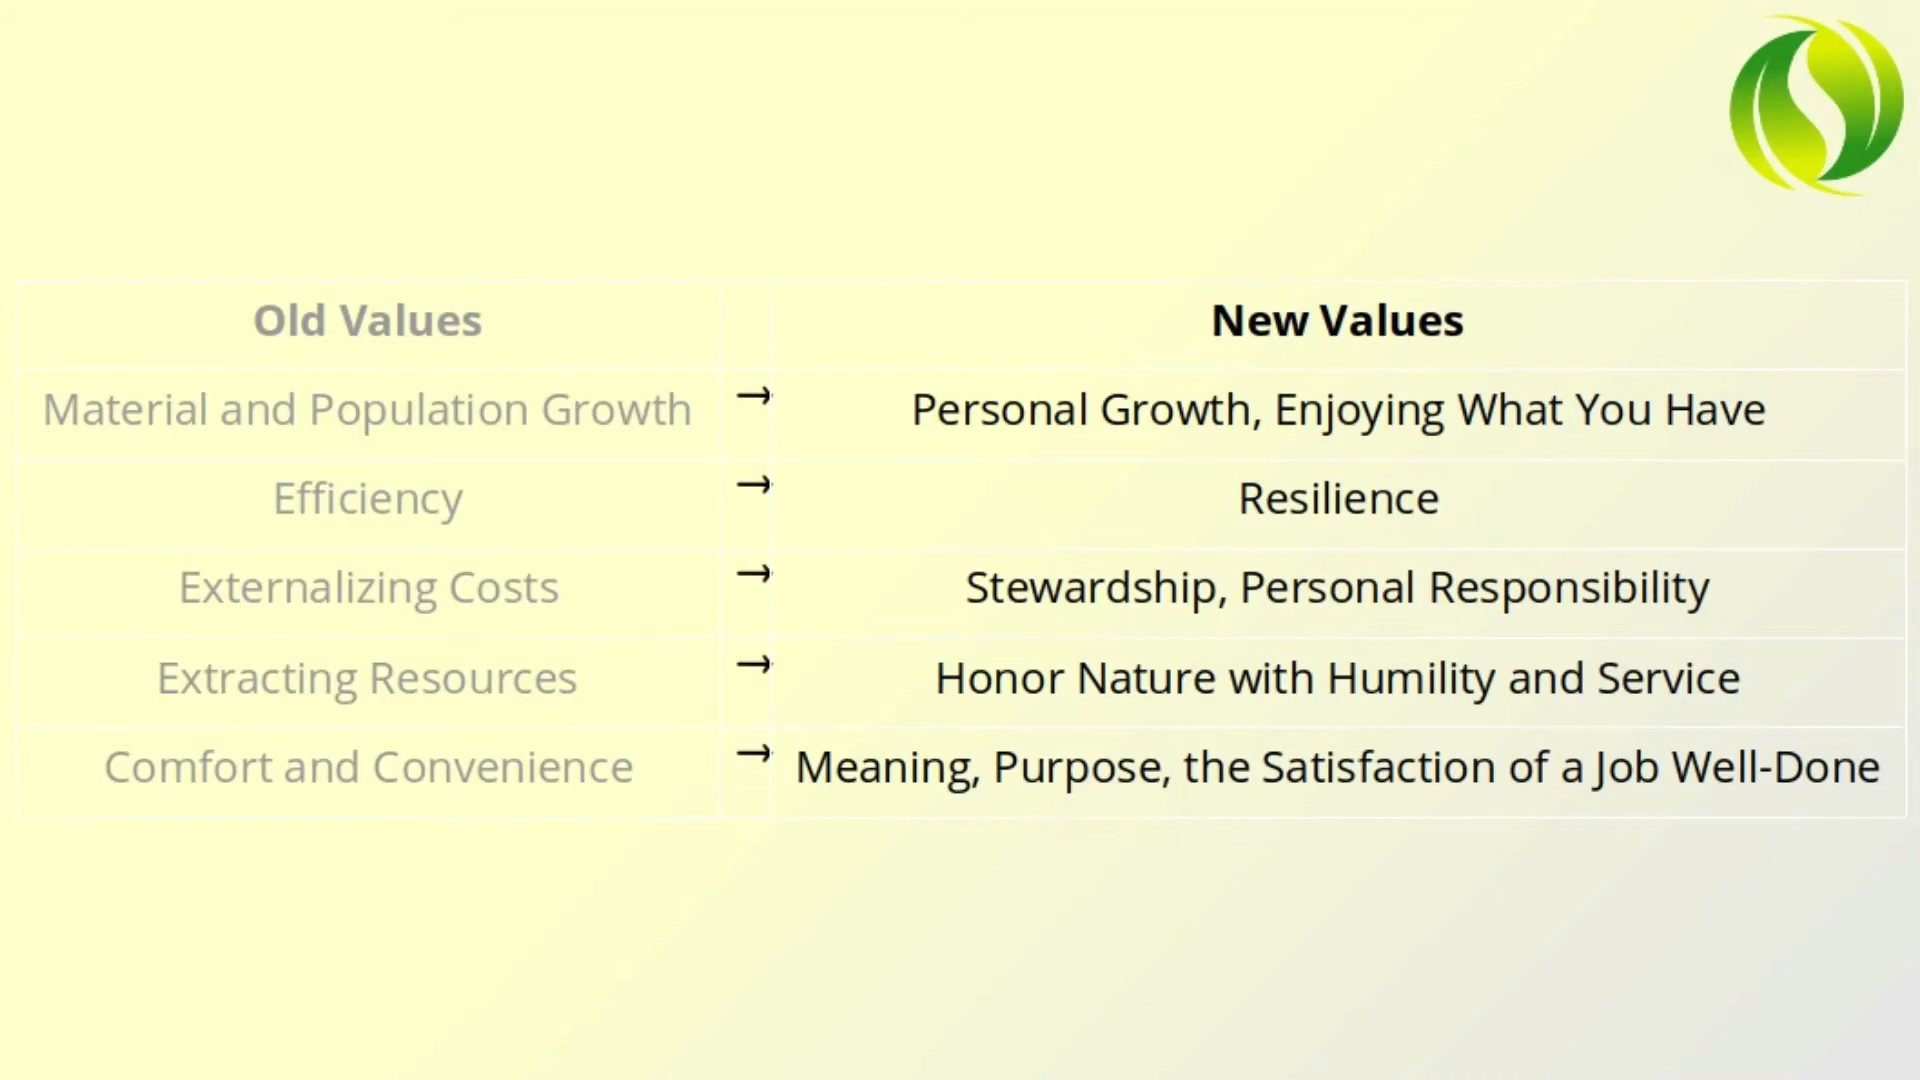 Old Values New Values
Material and Population Growth → Personal Growth, Enjoying What You Have
Efficiency → Resilience
Externalizing Costs → Stewardship, Personal Responsibility
Extracting Resources → Honor Nature with Humility and Service
Comfort and Convenience → Meaning, Purpose, the Satisfaction of a Job Well-Done